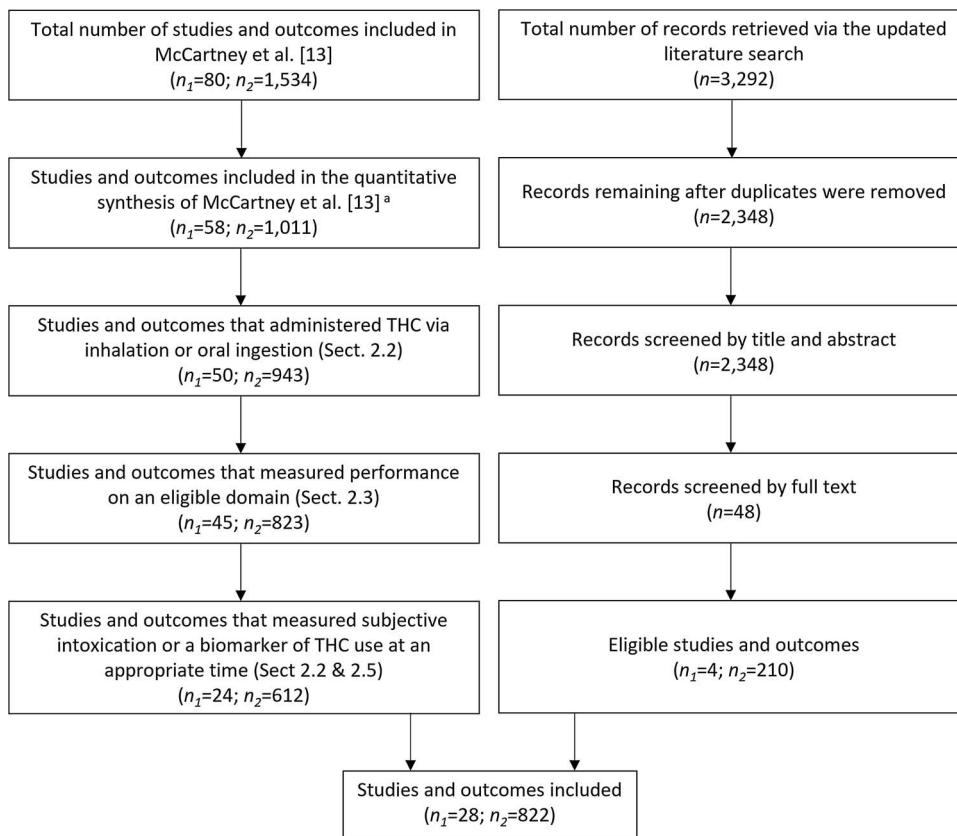 Total number of studies and outcomes included in
McCartney et al. [13]
(n₁=80; n₂=1,534)
Studies and outcomes included in the quantitative
synthesis of McCartney et al. [13] ᵃ
(n₁=58; n₂=1,011)
Studies and outcomes that administered THC via
inhalation or oral ingestion (Sect. 2.2)
(n₁=50; n₂=943)
Studies and outcomes that measured performance
on an eligible domain (Sect. 2.3)
(n₁=45; n₂=823)
Studies and outcomes that measured subjective
intoxication or a biomarker of THC use at an
appropriate time (Sect 2.2 & 2.5)
(n₁=24; n₂=612)
Total number of records retrieved via the updated
literature search
(n=3,292)
Records remaining after duplicates were removed
(n=2,348)
Records screened by title and abstract
(n=2,348)
Records screened by full text
(n=48)
Eligible studies and outcomes
(n₁=4; n₂=210)
Studies and outcomes included
(n₁=28; n₂=822)